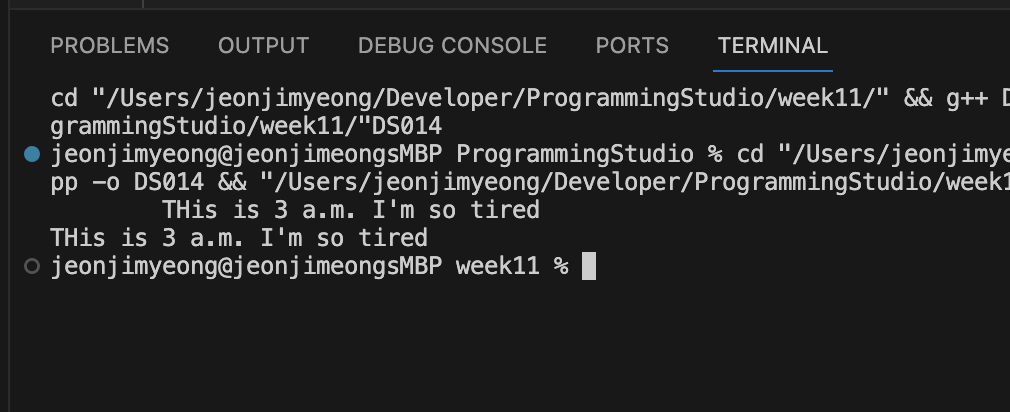 PROBLEMS OUTPUT DEBUG CONSOLE PORTS TERMINAL
cd "/Users/jeonjimyeong/Developer/ProgrammingStudio/week11/" && g++ D
grammingStudio/week11/"DS014
jeonjimyeong@jeonjimeongsMBP ProgrammingStudio % cd "/Users/jeonjimye
pp -o DS014 && "/Users/jeonjimyeong/Developer/ProgrammingStudio/week1
THis is 3 a.m. I'm so tired
THis is 3 a.m. I'm so tired
jeonjimyeong@jeonjimeongsMBP week11 %